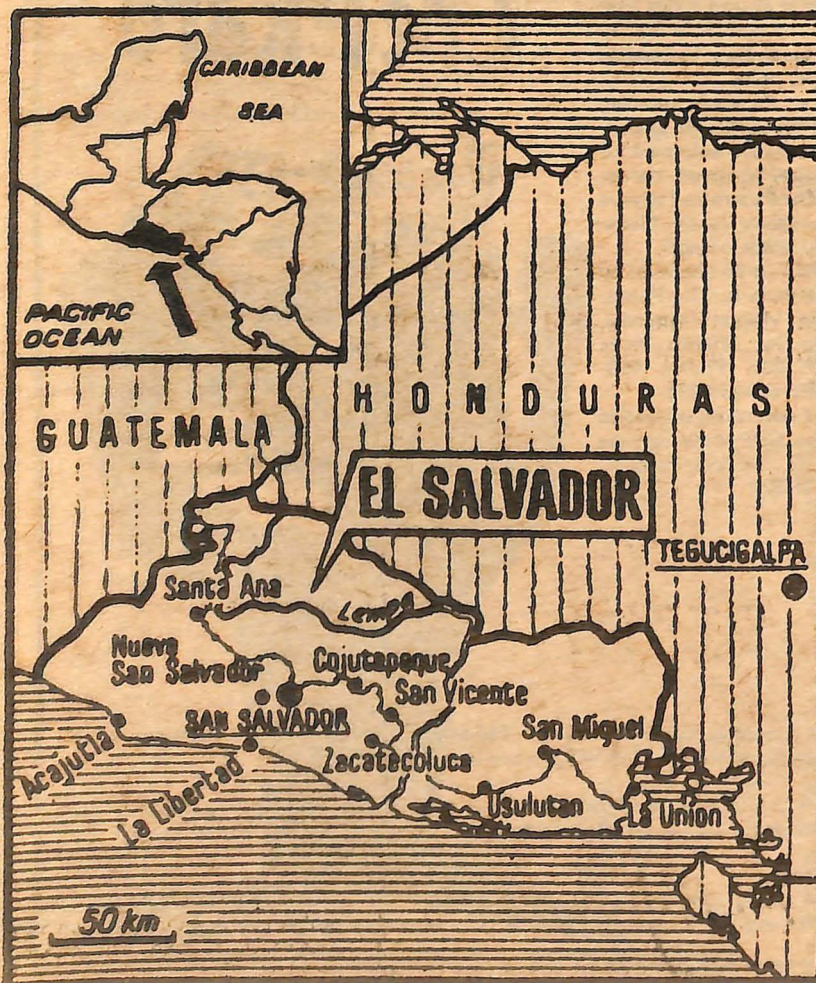 CARIBBEAN
SEA
PACIFIC
OCEAN
HONDURAS
GUATEMALA
EL SALVADOR
TEGUCIGALPA
Santa Ana
Lempa
Nueva
San Salvador
Cojutapeque
San Vicente
SAN SALVADOR
San Miguel
Acajutla
Zacatecoluca
La Libertad
Usulutan
La Union
50 km